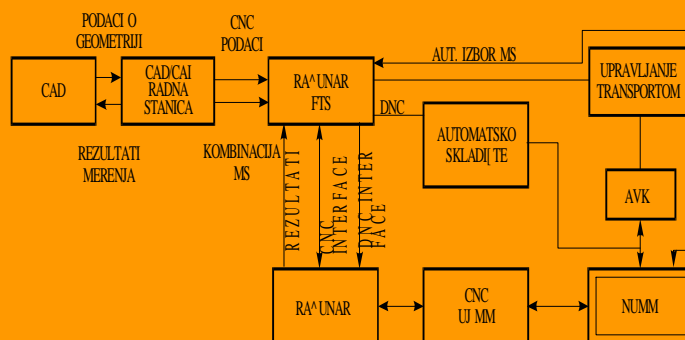 PODACI O
GEOMETRIJI
CNC
PODACI
AUT. IZBOR MS
CAD
CAD/CAI
RADNA
STANICA
RA^UNAR
FTS
UPRAVLJANJE
TRANSPORTOM
DNC
AUTOMATSKO
SKLADI[TE
REZULTATI
MERENJA
KOMBINACIJA
MS
REZULTATI
CNC
INTERFACE
DNC INTER
FACE
AVK
RA^UNAR
CNC
UJ MM
NUMM